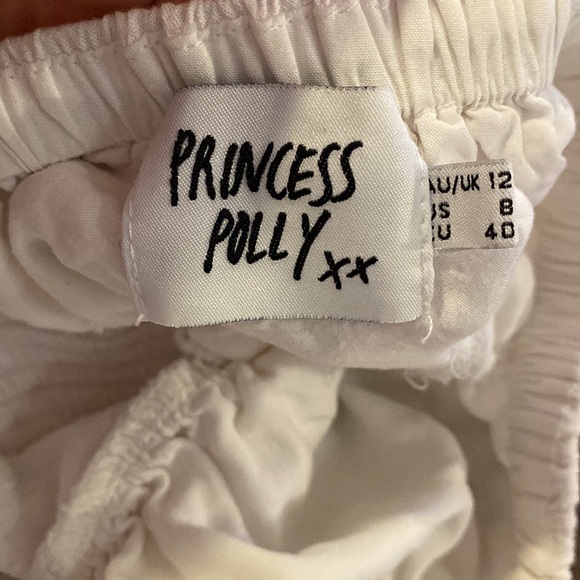 PRINCESS
POLLY xx
AU/UK 12
US 8
EU 40